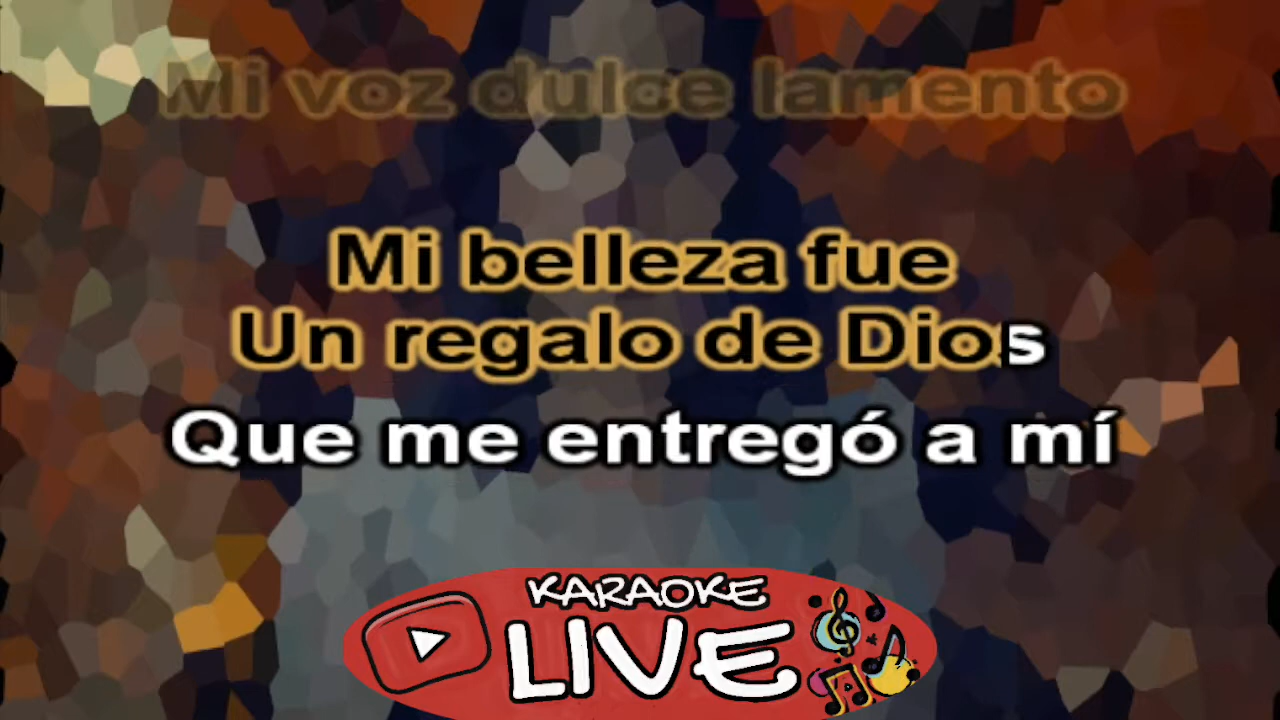 Mi voz dulce lamento
Mi belleza fue
Un regalo de Dios
Que me entregó a mí
KARAOKE
LIVE